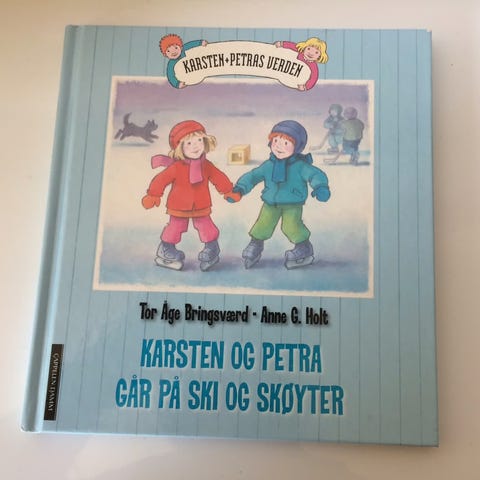 KARSTEN+PETRAS VERDEN
Tor Åge Bringsværd - Anne G. Holt
KARSTEN OG PETRA
GÅR PÅ SKI OG SKØYTER
CAPPELEN DAMM